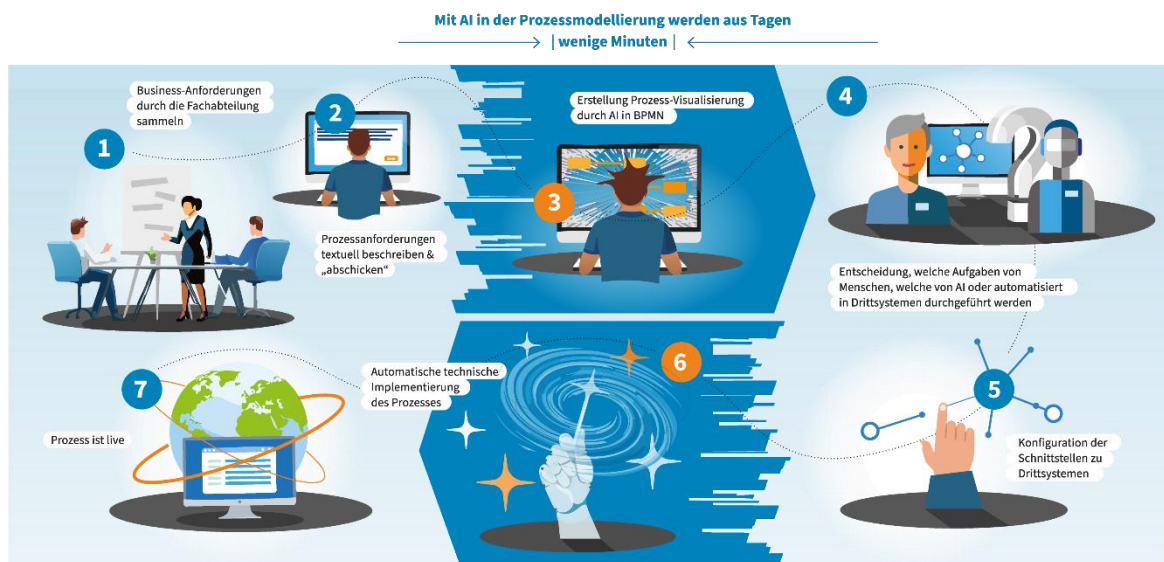 Mit AI in der Prozessmodellierung werden aus Tagen
| wenige Minuten |
1
Business-Anforderungen
durch die Fachabteilung
sammeln
2
Prozessanforderungen
textuell beschreiben &
„abschicken“
3
Erstellung Prozess-Visualisierung
durch AI in BPMN
4
Entscheidung, welche Aufgaben von
Menschen, welche von AI oder automatisiert
in Drittsystemen durchgeführt werden
5
Konfiguration der
Schnittstellen zu
Drittsystemen
6
Automatische technische
Implementierung
des Prozesses
7
Prozess ist live